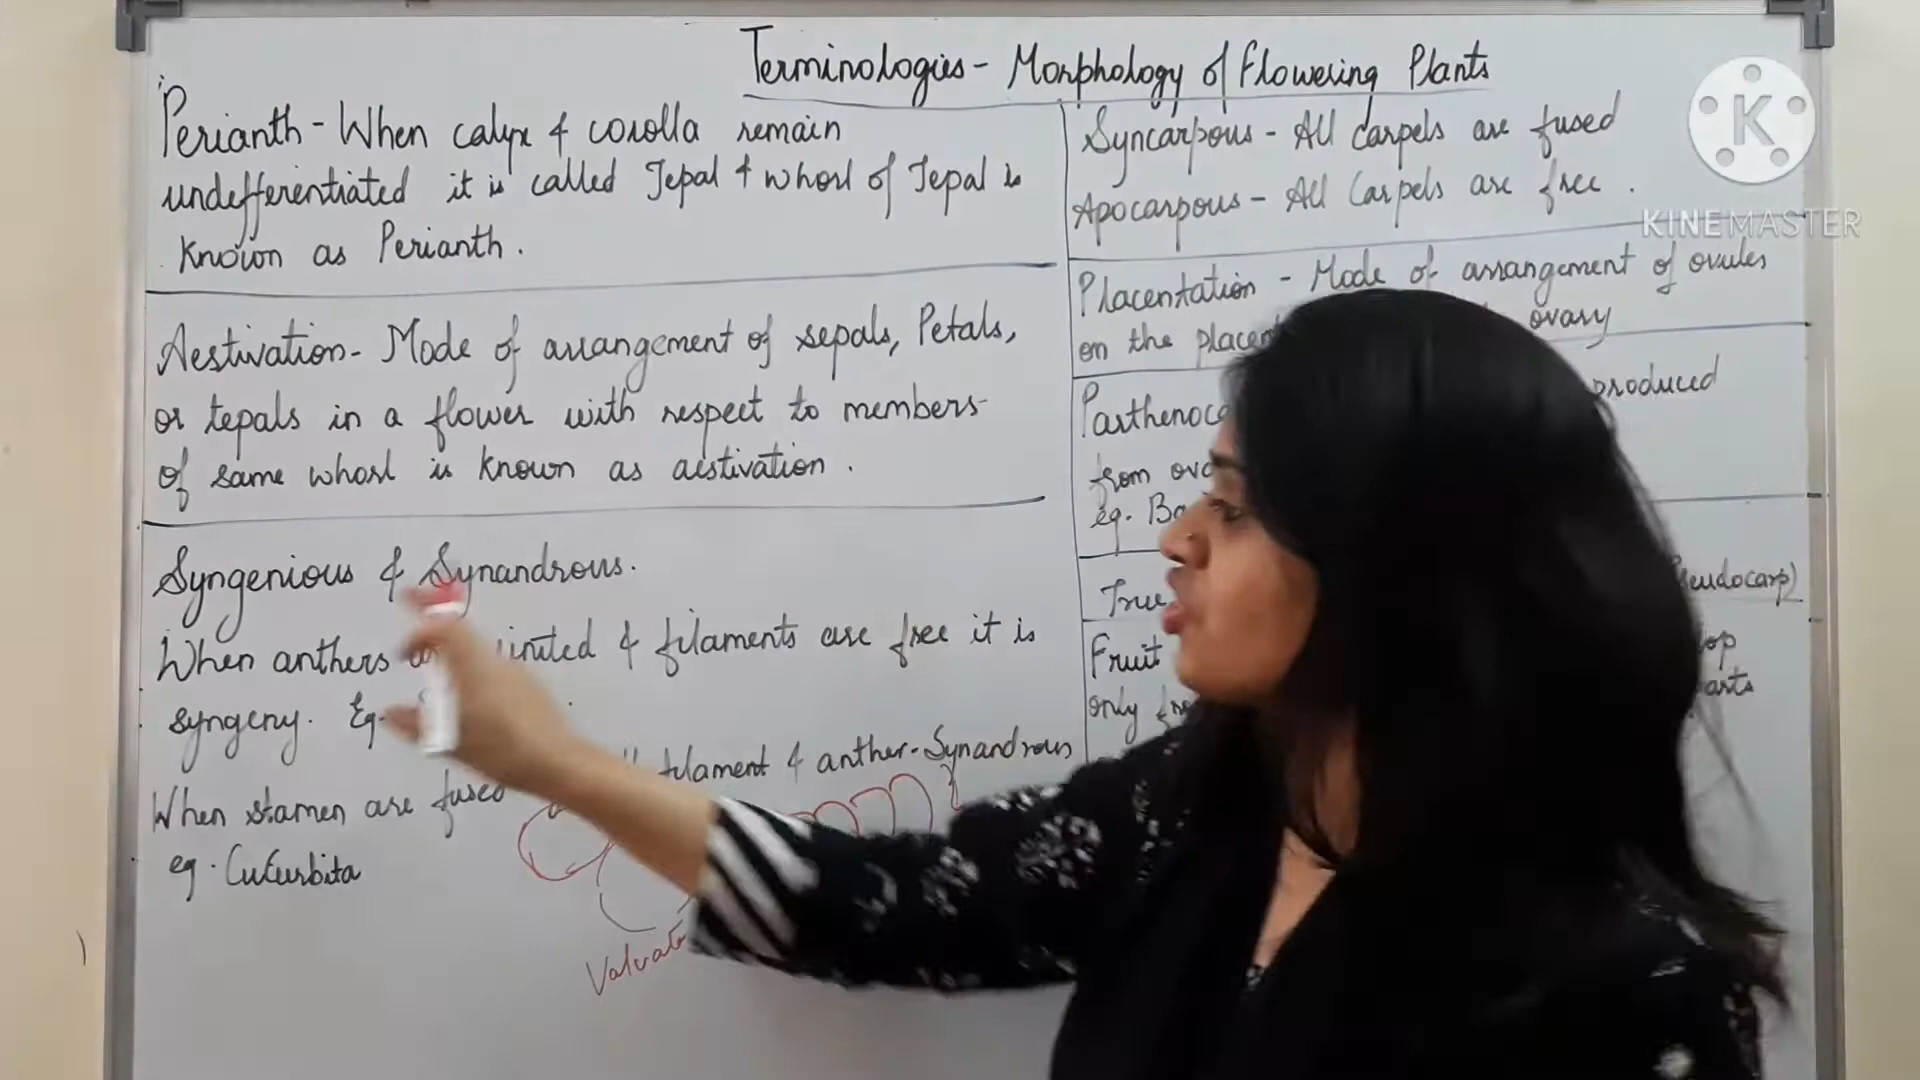 Terminologies - Morphology of Flowering Plants
Perianth - When calyx & corolla remain
undefferentiated it is called Tepal & whorl of Tepal is
Known as Perianth.
Aestivation - Mode of arrangement of sepals, Petals,
or tepals in a flower with respect to members
of same whorl is known as aestivation.
Syngenious & Synandrous.
When anthers united & filaments are free it is
syngeny. Eg.
When stamen are fused filament & anther - Synandrous
eg. Cucurbita
Valvate
Syncarpous - All carpels are fused
Apocarpous - All Carpels are free.
Placentation - Mode of arrangement of ovules
on the ovary
produced
from
eg.
True
Fruit
only
K
KINEMASTER